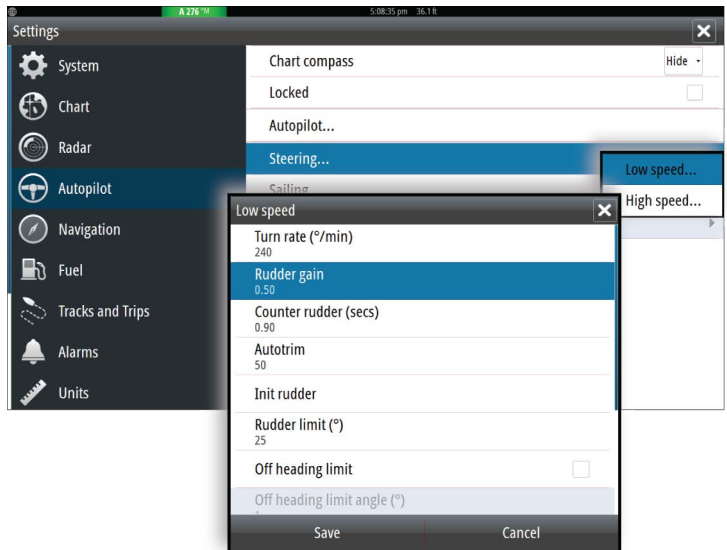 A 276 °M
5:08:35 pm 36.1 ft
Settings
System
Chart
Radar
Autopilot
Navigation
Fuel
Tracks and Trips
Alarms
Units
Chart compass
Hide
Locked
Autopilot...
Steering...
Sailing
Low speed...
High speed...
Low speed
Turn rate (°/min)
240
Rudder gain
0.50
Counter rudder (secs)
0.90
Autotrim
50
Init rudder
Rudder limit (°)
25
Off heading limit
Off heading limit angle (°)
Save
Cancel